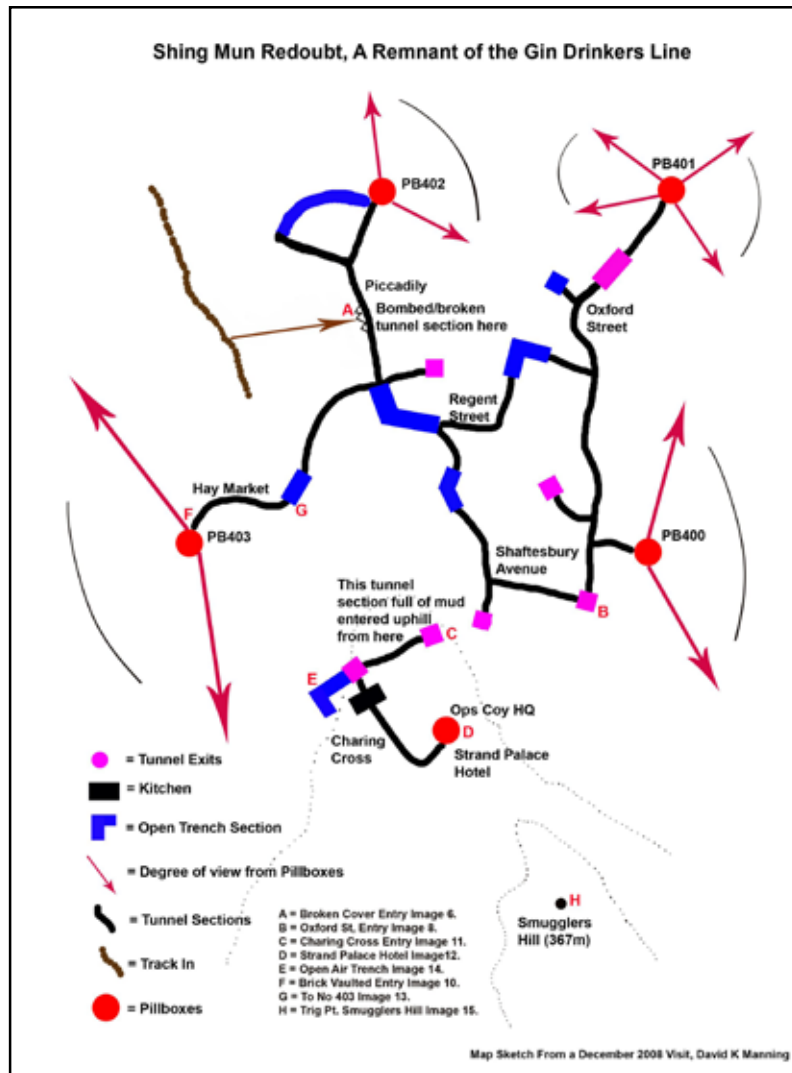 Shing Mun Redoubt, A Remnant of the Gin Drinkers Line
PB402
PB401
Piccadily
A
Bombed/broken
tunnel section here
Oxford
Street
Regent
Street
Hay Market
G
F
PB403
PB400
Shaftesbury
Avenue
B
This tunnel
section full of mud
entered uphill
from here
C
E
Ops Coy HQ
D
Charing
Cross
Strand Palace
Hotel
= Tunnel Exits
= Kitchen
= Open Trench Section
= Degree of view from Pillboxes
= Tunnel Sections
= Track In
= Pillboxes
A = Broken Cover Entry Image 6.
B = Oxford St, Entry Image 8.
C = Charing Cross Entry Image 11.
D = Strand Palace Hotel Image12.
E = Open Air Trench Image 14.
F = Brick Vaulted Entry Image 10.
G = To No 403 Image 13.
H = Trig Pt. Smugglers Hill Image 15.
H
Smugglers
Hill (367m)
Map Sketch From a December 2008 Visit, David K Manning